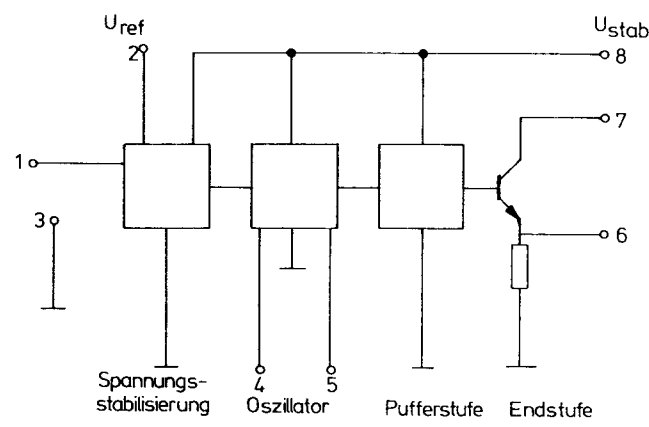 U_ref
U_stab
2
8
7
1
3
6
4
5
Spannungs-
stabilisierung
Oszillator
Pufferstufe
Endstufe